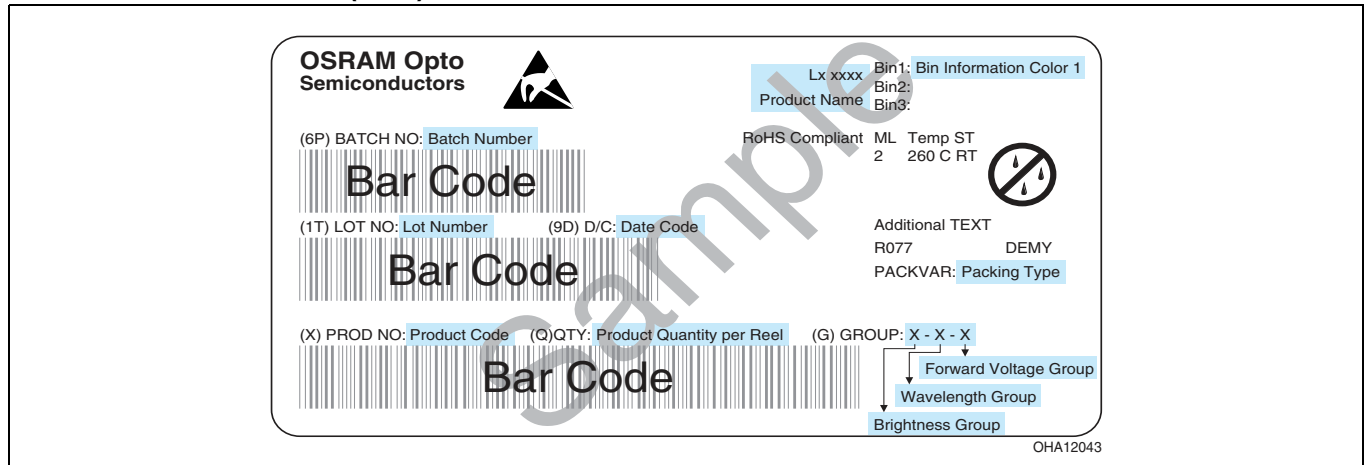 OSRAM Opto
Semiconductors
Lx xxxx
Product Name
Bin1: Bin Information Color 1
Bin2:
Bin3:
(6P) BATCH NO: Batch Number
Bar Code
RoHS Compliant
ML Temp ST
2 260 C RT
(1T) LOT NO: Lot Number (9D) D/C: Date Code
Bar Code
Additional TEXT
R077 DEMY
PACKVAR: Packing Type
(X) PROD NO: Product Code (Q)QTY: Product Quantity per Reel (G) GROUP: X - X - X
Bar Code
Forward Voltage Group
Wavelength Group
Brightness Group
Sample
OHA12043